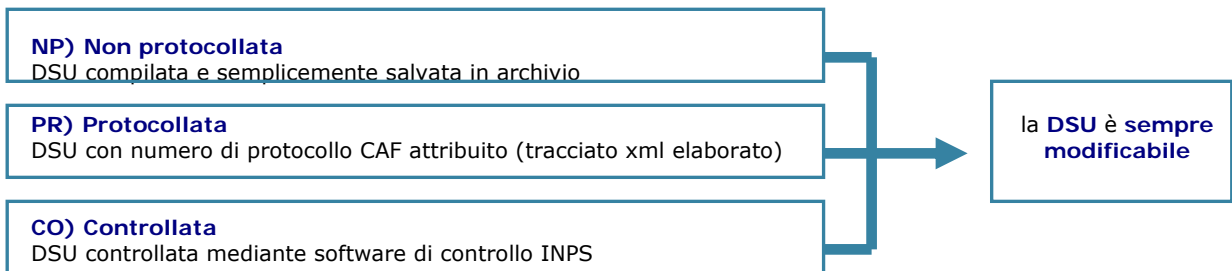 NP) Non protocollata
DSU compilata e semplicemente salvata in archivio
PR) Protocollata
DSU con numero di protocollo CAF attribuito (tracciato xml elaborato)
la DSU è sempre
modificabile
CO) Controllata
DSU controllata mediante software di controllo INPS